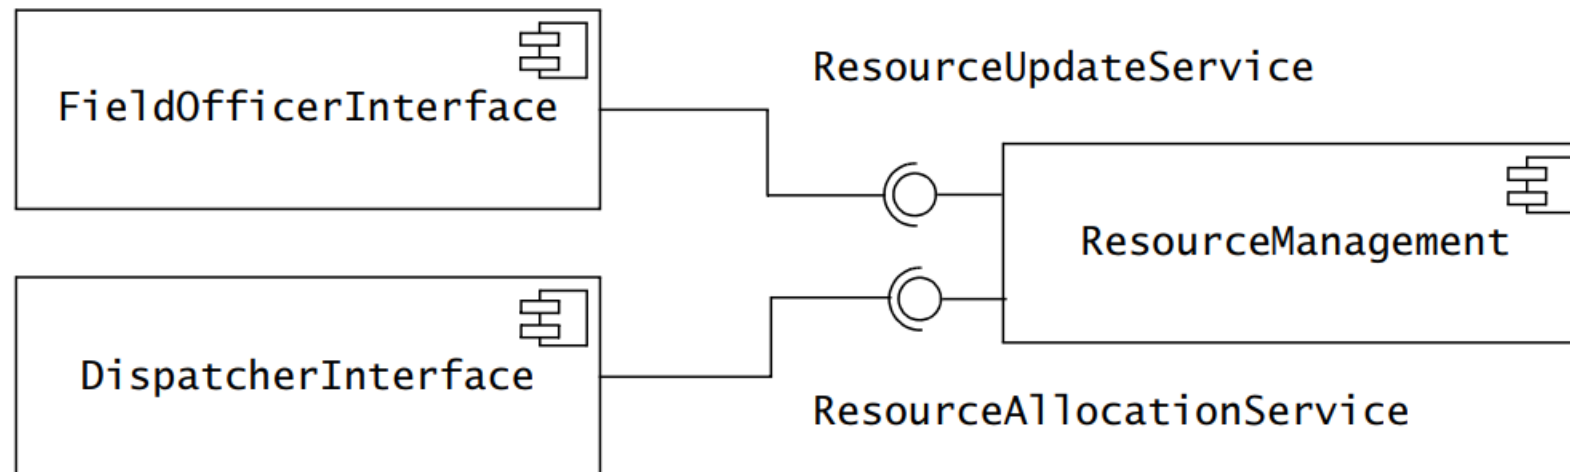 ResourceUpdateService
FieldOfficerInterface
ResourceManagement
DispatcherInterface
ResourceAllocationService